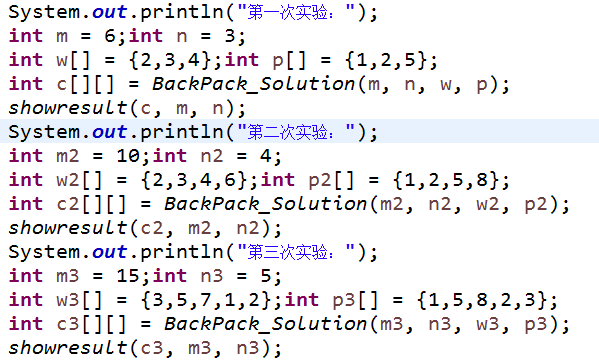 System.out.println("第一次实验：");
int m = 6;int n = 3;
int w[] = {2,3,4};int p[] = {1,2,5};
int c[][] = BackPack_Solution(m, n, w, p);
showresult(c, m, n);
System.out.println("第二次实验：");
int m2 = 10;int n2 = 4;
int w2[] = {2,3,4,6};int p2[] = {1,2,5,8};
int c2[][] = BackPack_Solution(m2, n2, w2, p2);
showresult(c2, m2, n2);
System.out.println("第三次实验：");
int m3 = 15;int n3 = 5;
int w3[] = {3,5,7,1,2};int p3[] = {1,5,8,2,3};
int c3[][] = BackPack_Solution(m3, n3, w3, p3);
showresult(c3, m3, n3);